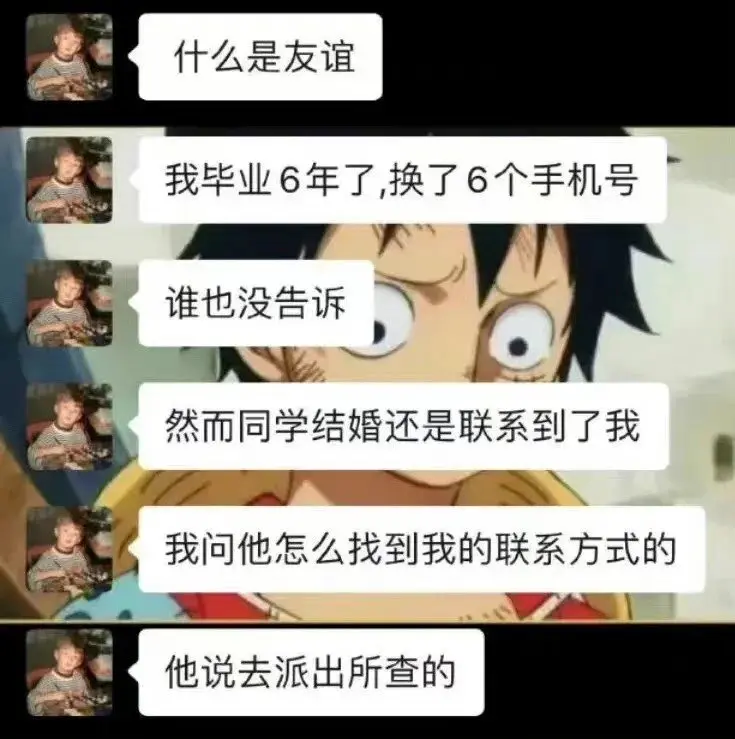 什么是友谊
我毕业6年了,换了6个手机号
谁也没告诉
然而同学结婚还是联系到了我
我问他怎么找到我的联系方式的
他说去派出所查的